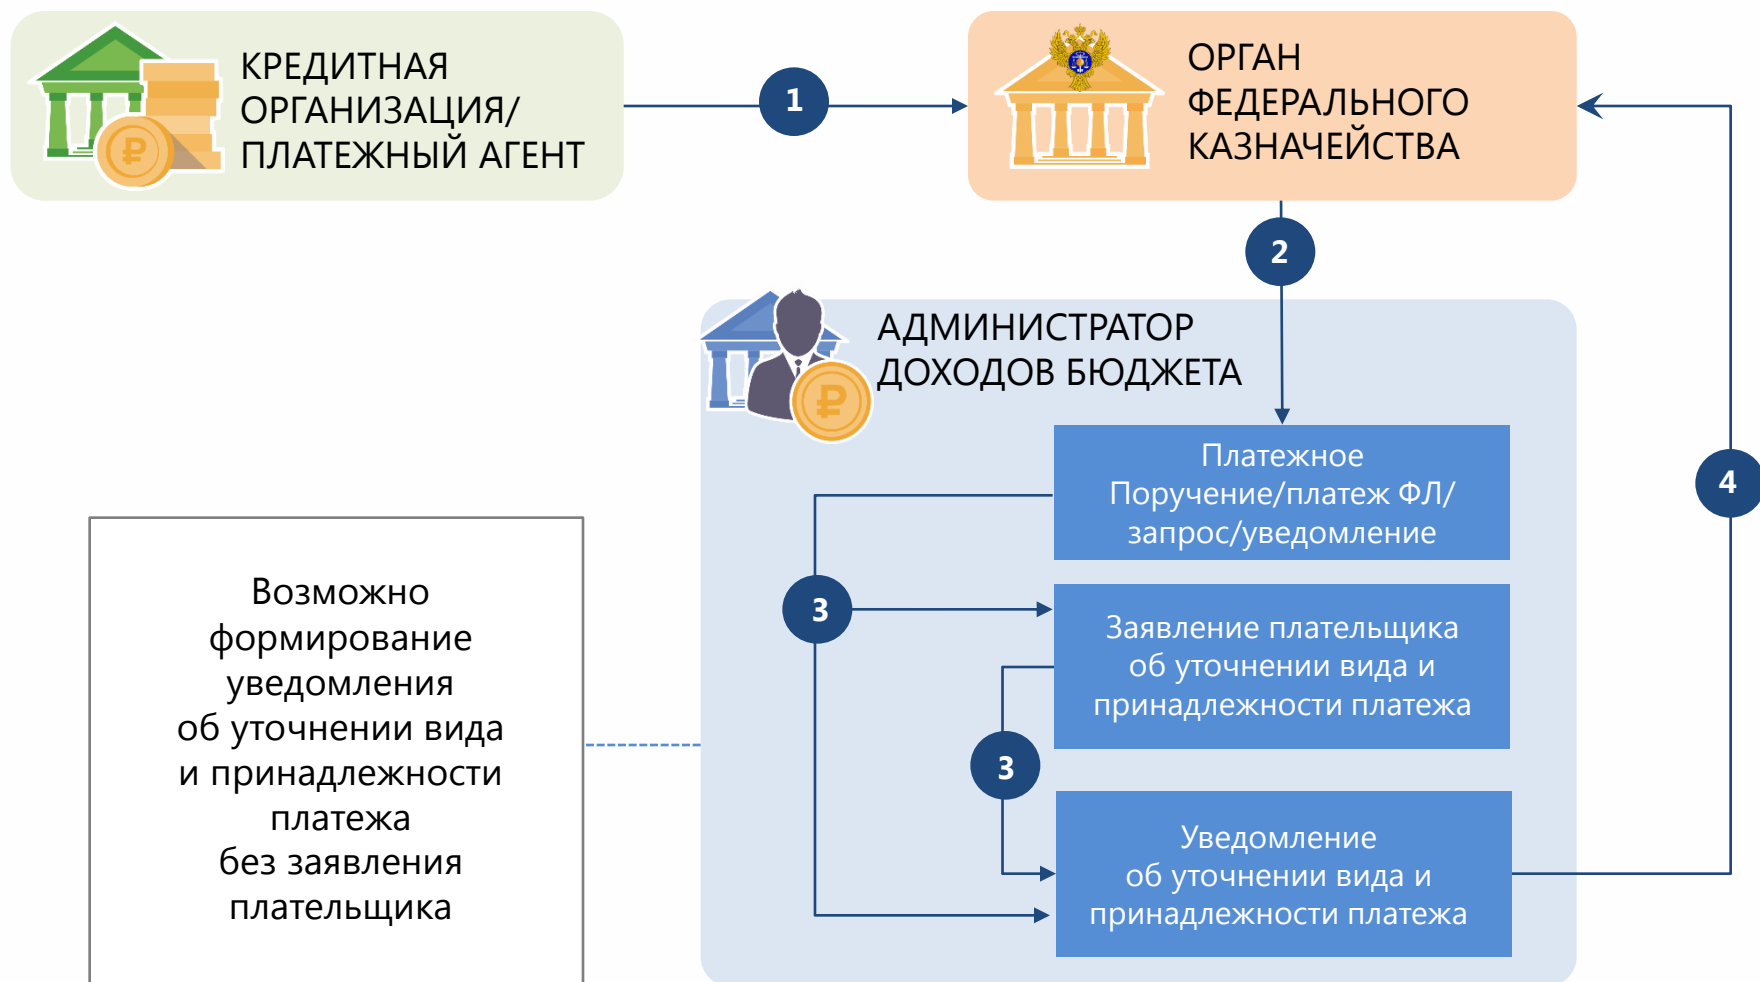 КРЕДИТНАЯ
ОРГАНИЗАЦИЯ/
ПЛАТЕЖНЫЙ АГЕНТ
1
ОРГАН
ФЕДЕРАЛЬНОГО
КАЗНАЧЕЙСТВА
2
АДМИНИСТРАТОР
ДОХОДОВ БЮДЖЕТА
Платежное
Поручение/платеж ФЛ/
запрос/уведомление
4
3
Заявление плательщика
об уточнении вида и
принадлежности платежа
3
Уведомление
об уточнении вида и
принадлежности платежа
Возможно
формирование
уведомления
об уточнении вида
и принадлежности
платежа
без заявления
плательщика